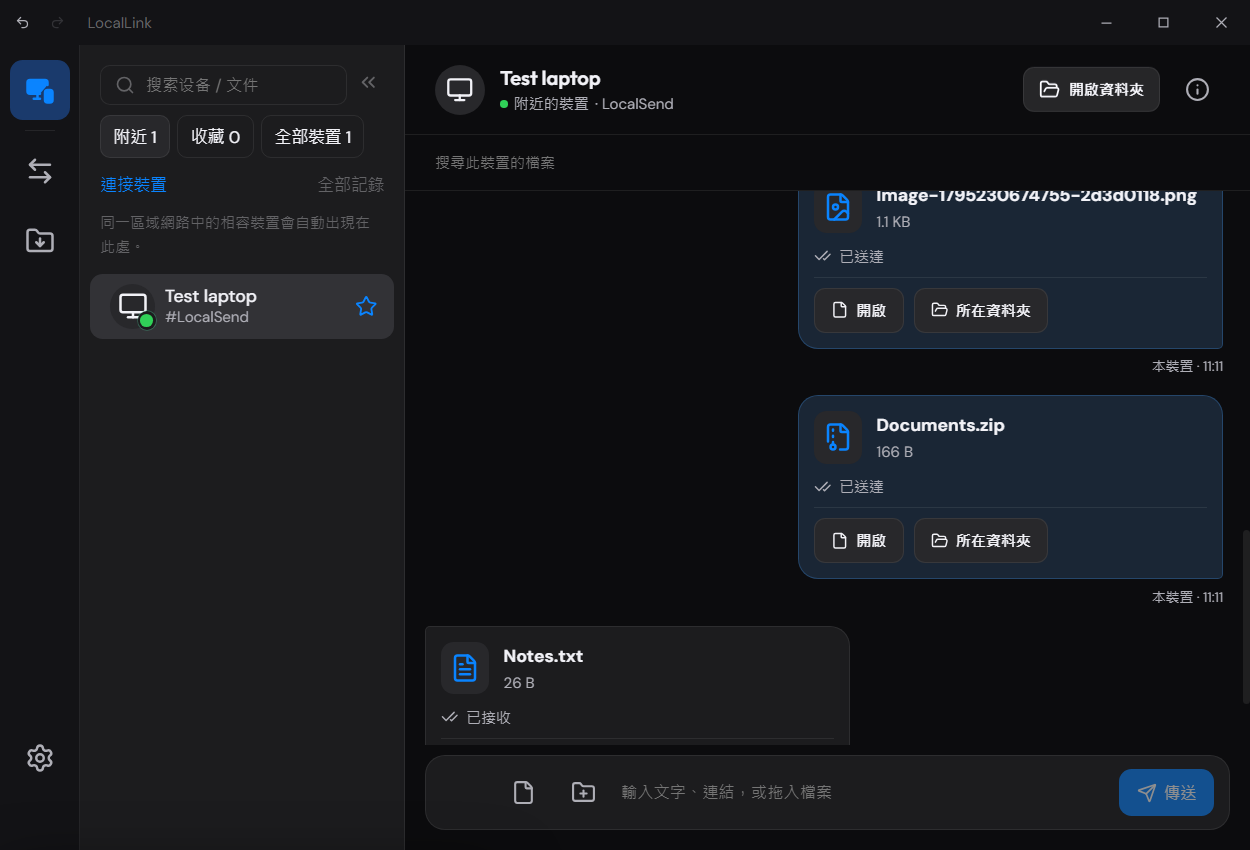 LocalLink
搜索设备 / 文件
附近 1
收藏 0
全部裝置 1
連接裝置
全部記錄
同一區域網路中的相容裝置會自動出現在
此處。
Test laptop
#LocalSend
Test laptop
附近的裝置 · LocalSend
開啟資料夾
搜尋此裝置的檔案
Image-1795230674755-2d3d0118.png
1.1 KB
已送達
開啟
所在資料夾
本裝置 · 11:11
Documents.zip
166 B
已送達
開啟
所在資料夾
本裝置 · 11:11
Notes.txt
26 B
已接收
輸入文字、連結，或拖入檔案
傳送